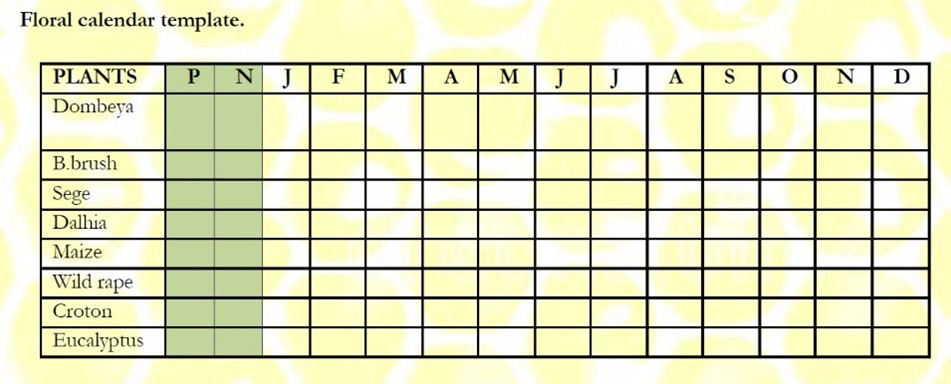 Floral calendar template.
PLANTS P N J F M A M J J A S O N D
Dombeya
B.brush
Sege
Dalhia
Maize
Wild rape
Croton
Eucalyptus